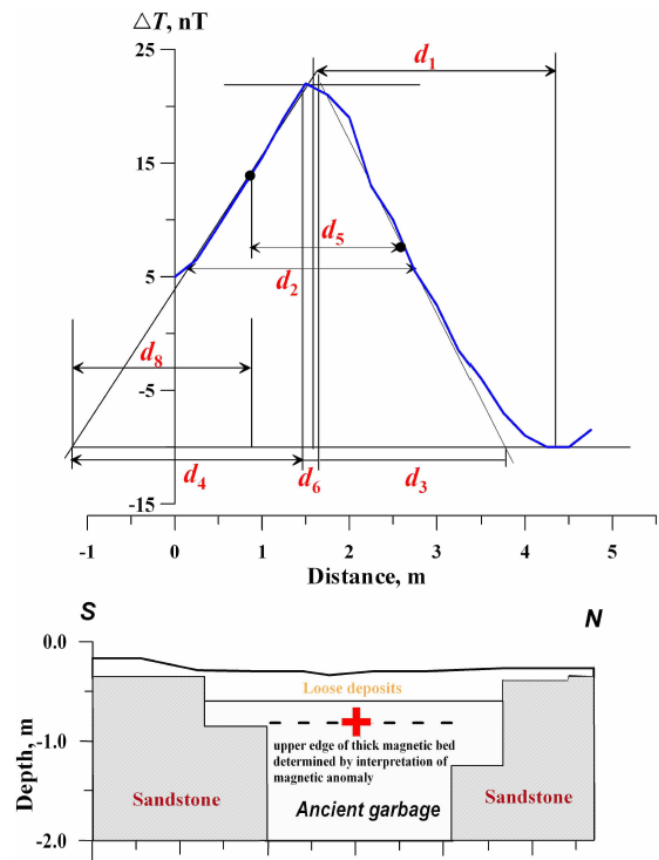 ΔT, nT
25
d1
15
d5
5
d2
d8
-5
d4
d6
d3
-15
-1
0
1
2
3
4
5
Distance, m
S
N
0.0
Loose deposits
upper edge of thick magnetic bed
determined by interpretation of
magnetic anomaly
-1.0
Depth, m
Sandstone
Ancient garbage
Sandstone
-2.0